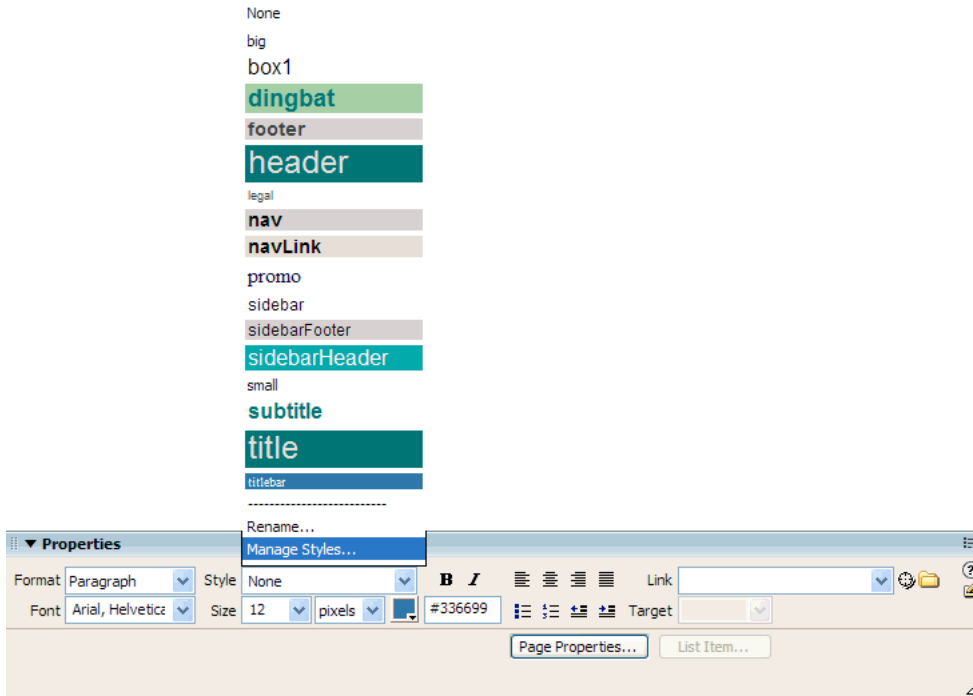 None
big
box1
dingbat
footer
header
legal
nav
navLink
promo
sidebar
sidebarFooter
sidebarHeader
small
subtitle
title
titlebar
--------------------------
Rename...
Manage Styles...
Properties
Format Paragraph Style None B I Link
Font Arial, Helvetica Size 12 pixels #336699 Target
Page Properties... List Item...